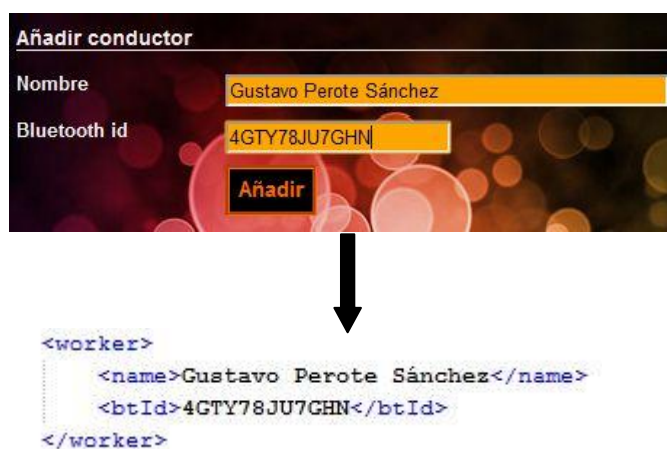 Añadir conductor
Nombre
Gustavo Perote Sánchez
Bluetooth id
4GTY78JU7GHN
Añadir
<worker>
<name>Gustavo Perote Sánchez</name>
<btId>4GTY78JU7GHN</btId>
</worker>